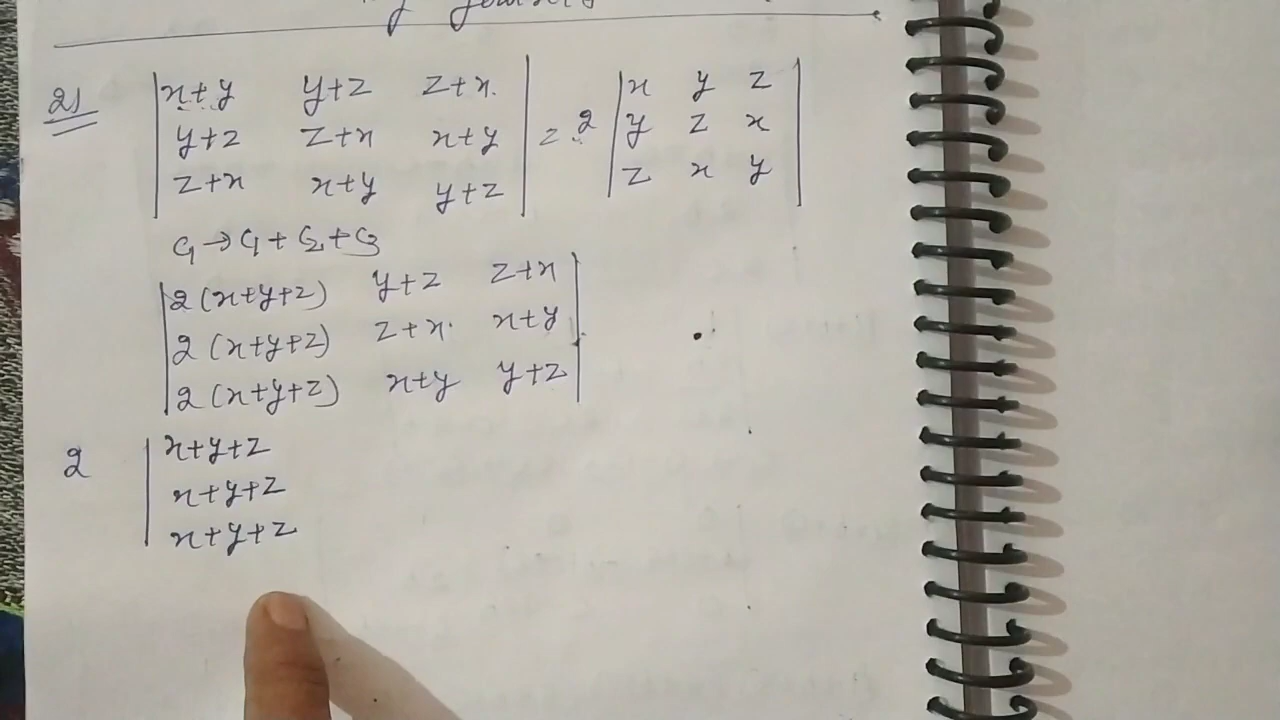 21 | x+y y+z z+x | = 2 | x y z |
| y+z z+x x+y | | y z x |
| z+x x+y y+z | | z x y |
C1 → C1 + C2 + C3
| 2(x+y+z) y+z z+x |
| 2(x+y+z) z+x x+y |
| 2(x+y+z) x+y y+z |
2 | x+y+z
| x+y+z
| x+y+z